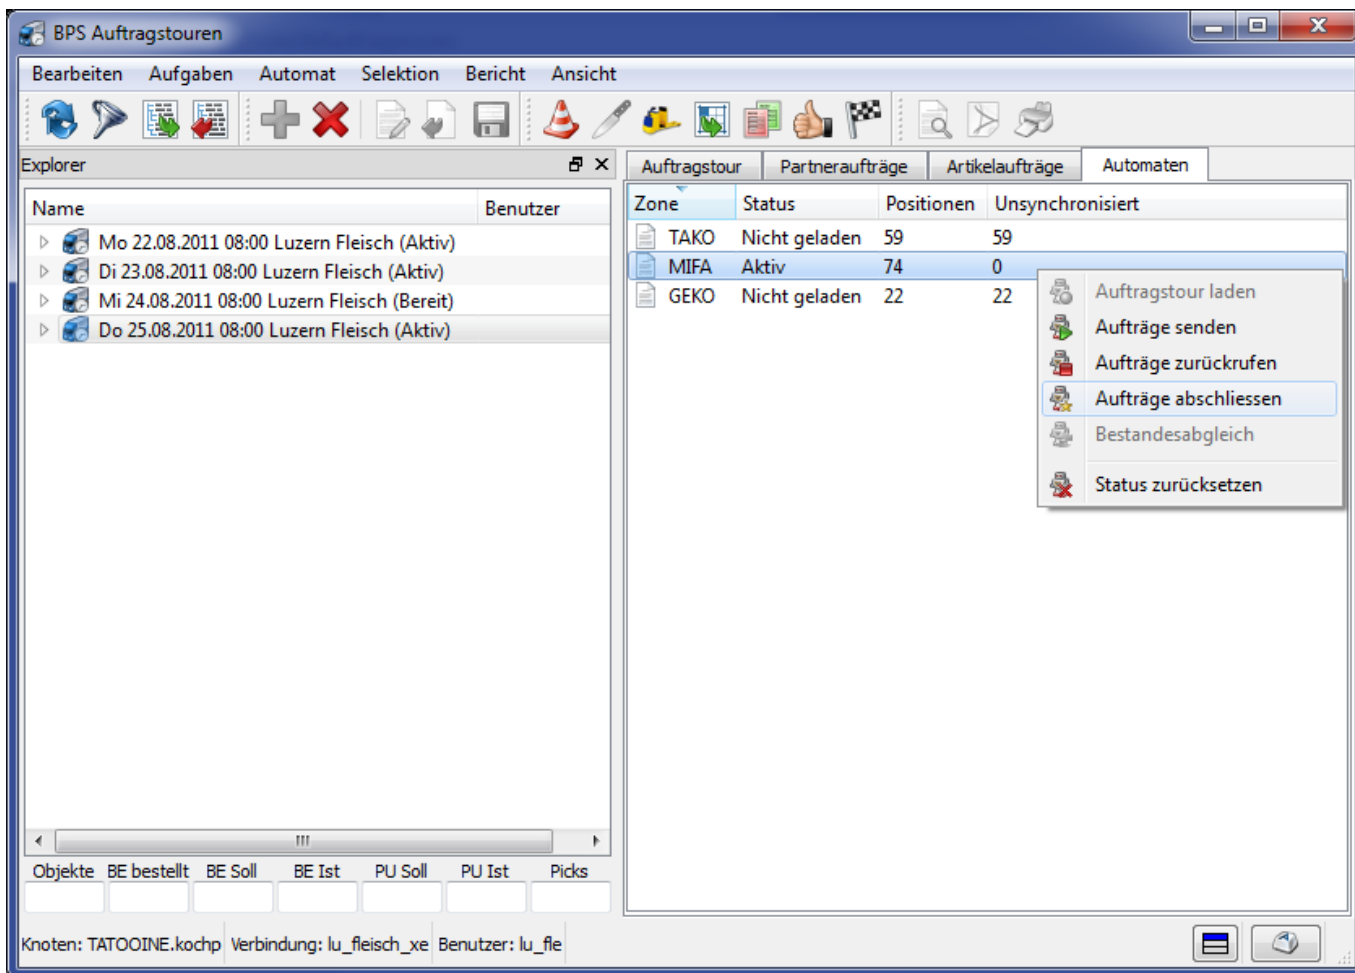 BPS Auftragstouren
Bearbeiten Aufgaben Automat Selektion Bericht Ansicht
Explorer
Name Benutzer
Mo 22.08.2011 08:00 Luzern Fleisch (Aktiv)
Di 23.08.2011 08:00 Luzern Fleisch (Aktiv)
Mi 24.08.2011 08:00 Luzern Fleisch (Bereit)
Do 25.08.2011 08:00 Luzern Fleisch (Aktiv)
Objekte BE bestellt BE Soll BE Ist PU Soll PU Ist Picks
Auftragstour Partneraufträge Artikelaufträge Automaten
Zone Status Positionen Unsynchronisiert
TAKO Nicht geladen 59 59
MIFA Aktiv 74 0
GEKO Nicht geladen 22 22
Auftragstour laden
Aufträge senden
Aufträge zurückrufen
Aufträge abschliessen
Bestandesabgleich
Status zurücksetzen
Knoten: TATOOINE.kochp Verbindung: lu_fleisch_xe Benutzer: lu_fle